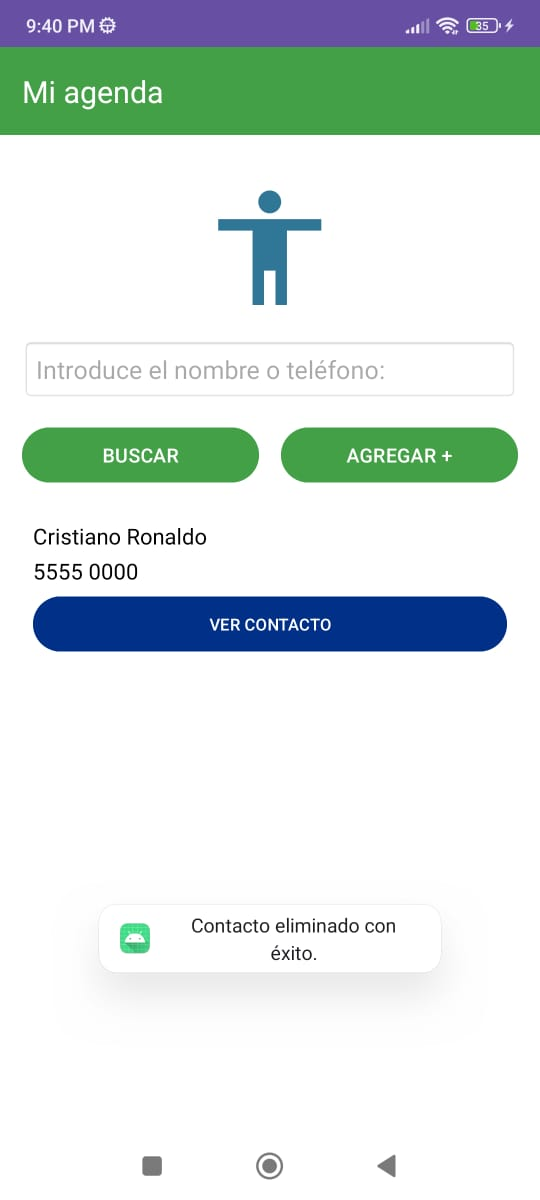 9:40 PM
35
Mi agenda
Introduce el nombre o teléfono:
BUSCAR
AGREGAR +
Cristiano Ronaldo
5555 0000
VER CONTACTO
Contacto eliminado con
éxito.